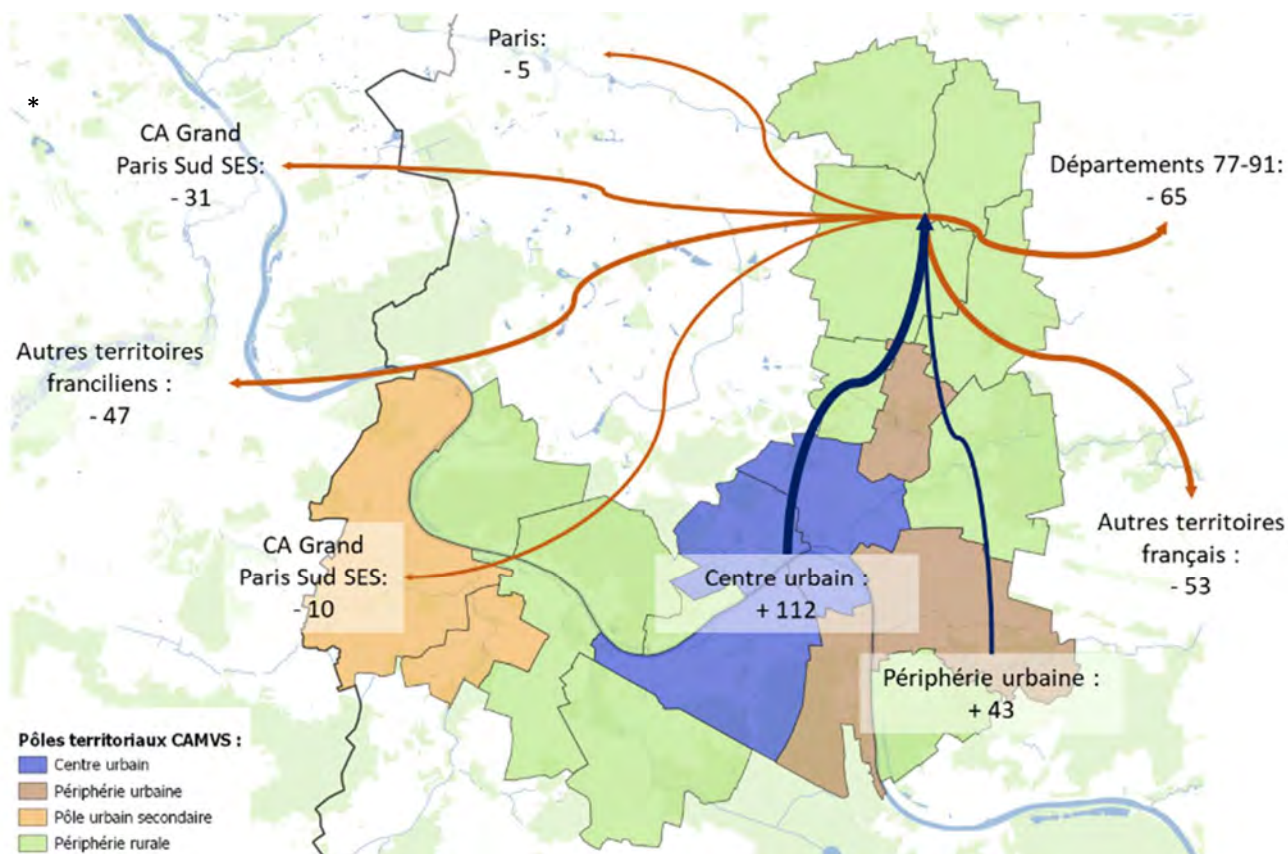 Paris:
- 5
*
CA Grand
Paris Sud SES:
- 31
Départements 77-91:
- 65
Autres territoires
franciliens :
- 47
Autres territoires
français :
- 53
CA Grand
Paris Sud SES:
- 10
Centre urbain :
+ 112
Périphérie urbaine :
+ 43
Pôles territoriaux CAMVS :
Centre urbain
Périphérie urbaine
Pôle urbain secondaire
Périphérie rurale